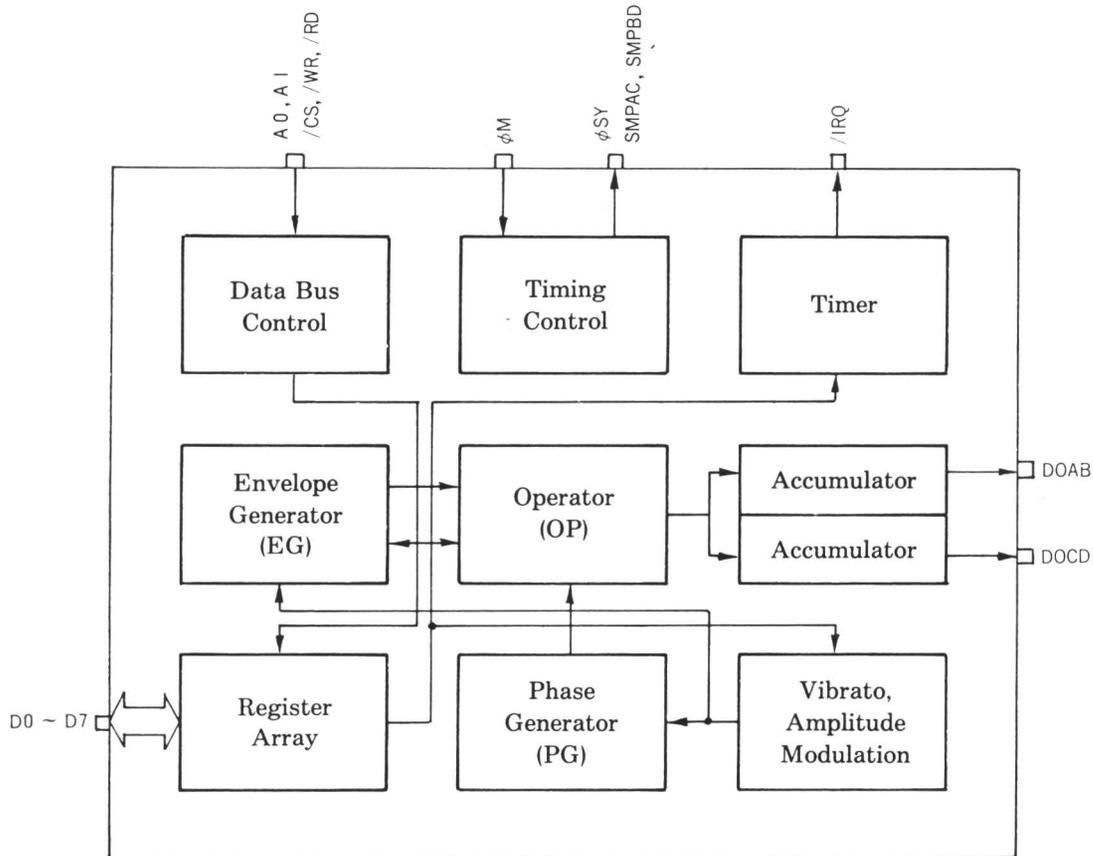 A0, A1
/CS, /WR, /RD
φM
φSY
SMPAC, SMPBD
/IRQ
Data Bus
Control
Timing
Control
Timer
Envelope
Generator
(EG)
Operator
(OP)
Accumulator
DOAB
Accumulator
DOCD
D0 ~ D7
Register
Array
Phase
Generator
(PG)
Vibrato,
Amplitude
Modulation